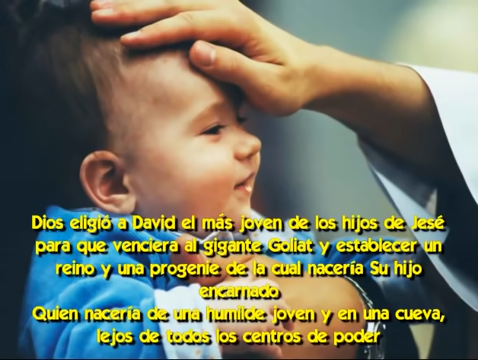 Dios eligió a David el más joven de los hijos de Jesé
para que venciera al gigante Goliat y establecer un
reino y una progenie de la cual nacería Su hijo
encarnado
Quien nacería de una humilde joven y en una cueva,
lejos de todos los centros de poder